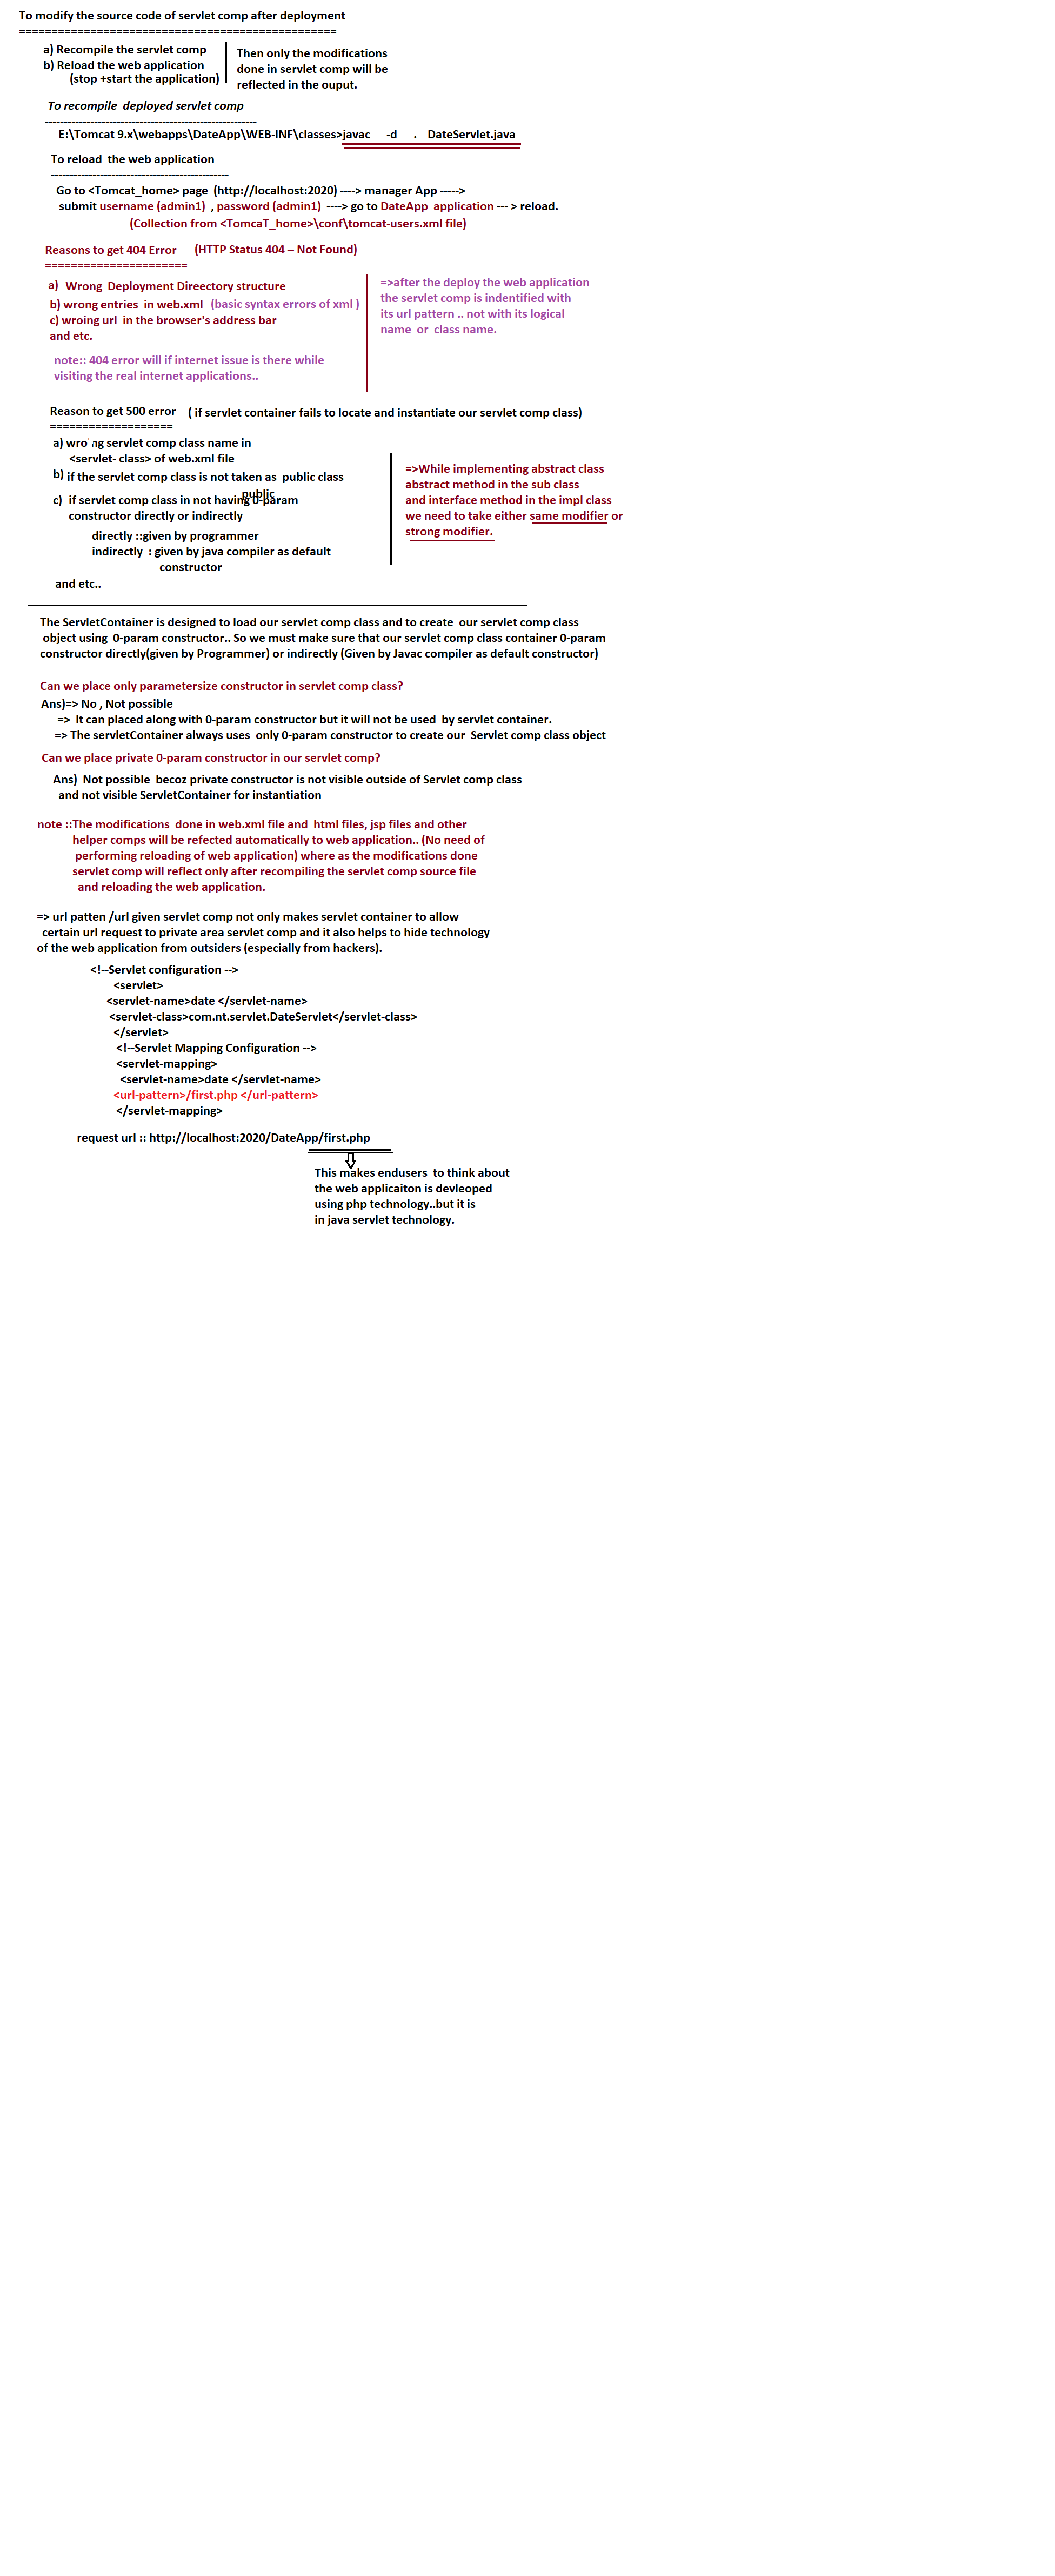 To modify the source code of servlet comp after deployment
=================================================
a) Recompile the servlet comp
b) Reload the web application
(stop +start the application)
Then only the modifications
done in servlet comp will be
reflected in the ouput.
To recompile deployed servlet comp
--------------------------------------------------------
E:\Tomcat 9.x\webapps\DateApp\WEB-INF\classes>javac -d . DateServlet.java
To reload the web application
-----------------------------------------------
Go to <Tomcat_home> page (http://localhost:2020) ----> manager App ----->
submit username (admin1) , password (admin1) ----> go to DateApp application --- > reload.
(Collection from <TomcaT_home>\conf\tomcat-users.xml file)
Reasons to get 404 Error (HTTP Status 404 – Not Found)
======================
a) Wrong Deployment Direectory structure
b) wrong entries in web.xml (basic syntax errors of xml )
c) wroing url in the browser's address bar
and etc.
note:: 404 error will if internet issue is there while
visiting the real internet applications..
=>after the deploy the web application
the servlet comp is indentified with
its url pattern .. not with its logical
name or class name.
Reason to get 500 error ( if servlet container fails to locate and instantiate our servlet comp class)
===================
a) wrong servlet comp class name in
<servlet- class> of web.xml file
b) if the servlet comp class is not taken as public class
public
c) if servlet comp class in not having 0-param
constructor directly or indirectly
directly ::given by programmer
indirectly : given by java compiler as default
constructor
and etc..
=>While implementing abstract class
abstract method in the sub class
and interface method in the impl class
we need to take either same modifier or
strong modifier.
The ServletContainer is designed to load our servlet comp class and to create our servlet comp class
object using 0-param constructor.. So we must make sure that our servlet comp class container 0-param
constructor directly(given by Programmer) or indirectly (Given by Javac compiler as default constructor)
Can we place only parametersize constructor in servlet comp class?
Ans)=> No , Not possible
=> It can placed along with 0-param constructor but it will not be used by servlet container.
=> The servletContainer always uses only 0-param constructor to create our Servlet comp class object
Can we place private 0-param constructor in our servlet comp?
Ans) Not possible becoz private constructor is not visible outside of Servlet comp class
and not visible ServletContainer for instantiation
note ::The modifications done in web.xml file and html files, jsp files and other
helper comps will be refected automatically to web application.. (No need of
performing reloading of web application) where as the modifications done
servlet comp will reflect only after recompiling the servlet comp source file
and reloading the web application.
=> url patten /url given servlet comp not only makes servlet container to allow
certain url request to private area servlet comp and it also helps to hide technology
of the web application from outsiders (especially from hackers).
<!--Servlet configuration -->
<servlet>
<servlet-name>date </servlet-name>
<servlet-class>com.nt.servlet.DateServlet</servlet-class>
</servlet>
<!--Servlet Mapping Configuration -->
<servlet-mapping>
<servlet-name>date </servlet-name>
<url-pattern>/first.php </url-pattern>
</servlet-mapping>
request url :: http://localhost:2020/DateApp/first.php
This makes endusers to think about
the web applicaiton is devleoped
using php technology..but it is
in java servlet technology.